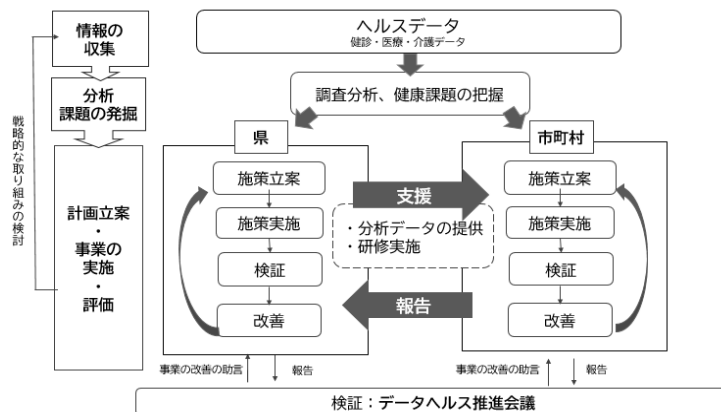 情報の
収集
分析
課題の発掘
計画立案
・
事業の
実施
・
評価
戦略的な取り組みの検討
ヘルスデータ
健診・医療・介護データ
調査分析、健康課題の把握
県
施策立案
施策実施
検証
改善
支援
・分析データの提供
・研修実施
報告
市町村
施策立案
施策実施
検証
改善
事業の改善の助言
報告
事業の改善の助言
報告
検証：データヘルス推進会議